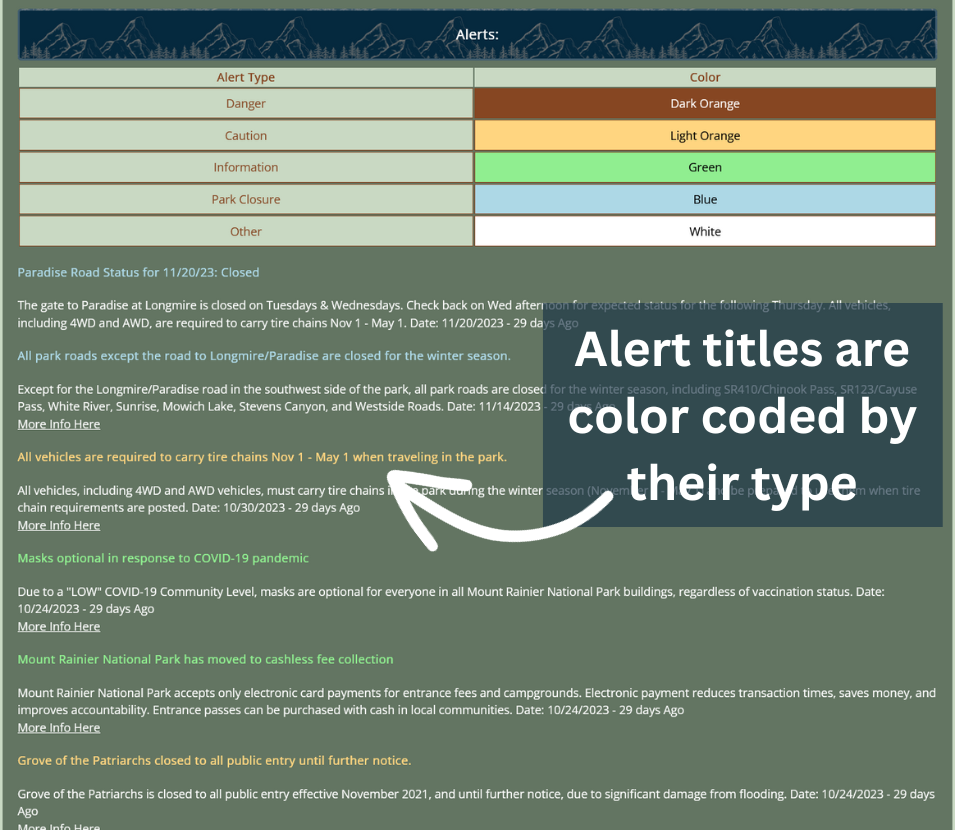 Alerts:
Alert Type Color
Danger Dark Orange
Caution Light Orange
Information Green
Park Closure Blue
Other White
Paradise Road Status for 11/20/23: Closed
The gate to Paradise at Longmire is closed on Tuesdays & Wednesdays. Check back on Wed afternoon for expected status for the following Thursday. All vehicles,
including 4WD and AWD, are required to carry tire chains Nov 1 - May 1. Date: 11/20/2023 - 29 days Ago
All park roads except the road to Longmire/Paradise are closed for the winter season.
Except for the Longmire/Paradise road in the southwest side of the park, all park roads are closed for the winter season, including SR410/Chinook Pass, SR123/Cayuse
Pass, White River, Sunrise, Mowich Lake, Stevens Canyon, and Westside Roads. Date: 11/14/2023 - 29 days Ago
More Info Here
Alert titles are
color coded by
their type
All vehicles are required to carry tire chains Nov 1 - May 1 when traveling in the park.
All vehicles, including 4WD and AWD vehicles, must carry tire chains in park during the winter season when tire
chain requirements are posted. Date: 10/30/2023 - 29 days Ago
More Info Here
Masks optional in response to COVID-19 pandemic
Due to a "LOW" COVID-19 Community Level, masks are optional for everyone in all Mount Rainier National Park buildings, regardless of vaccination status. Date:
10/24/2023 - 29 days Ago
More Info Here
Mount Rainier National Park has moved to cashless fee collection
Mount Rainier National Park accepts only electronic card payments for entrance fees and campgrounds. Electronic payment reduces transaction times, saves money, and
improves accountability. Entrance passes can be purchased with cash in local communities. Date: 10/24/2023 - 29 days Ago
More Info Here
Grove of the Patriarchs closed to all public entry until further notice.
Grove of the Patriarchs is closed to all public entry effective November 2021, and until further notice, due to significant damage from flooding. Date: 10/24/2023 - 29 days
Ago
More Info Here